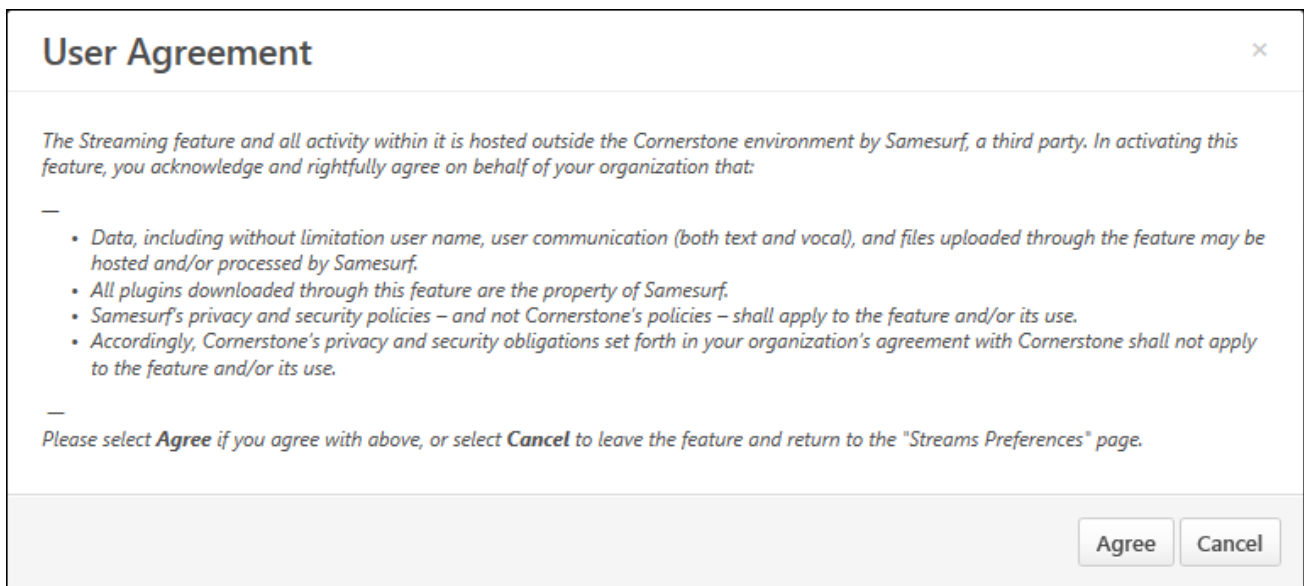 User Agreement
×
The Streaming feature and all activity within it is hosted outside the Cornerstone environment by Samesurf, a third party. In activating this
feature, you acknowledge and rightfully agree on behalf of your organization that:
—
• Data, including without limitation user name, user communication (both text and vocal), and files uploaded through the feature may be
hosted and/or processed by Samesurf.
• All plugins downloaded through this feature are the property of Samesurf.
• Samesurf's privacy and security policies – and not Cornerstone's policies – shall apply to the feature and/or its use.
• Accordingly, Cornerstone's privacy and security obligations set forth in your organization's agreement with Cornerstone shall not apply
to the feature and/or its use.
—
Please select Agree if you agree with above, or select Cancel to leave the feature and return to the "Streams Preferences" page.
Agree Cancel